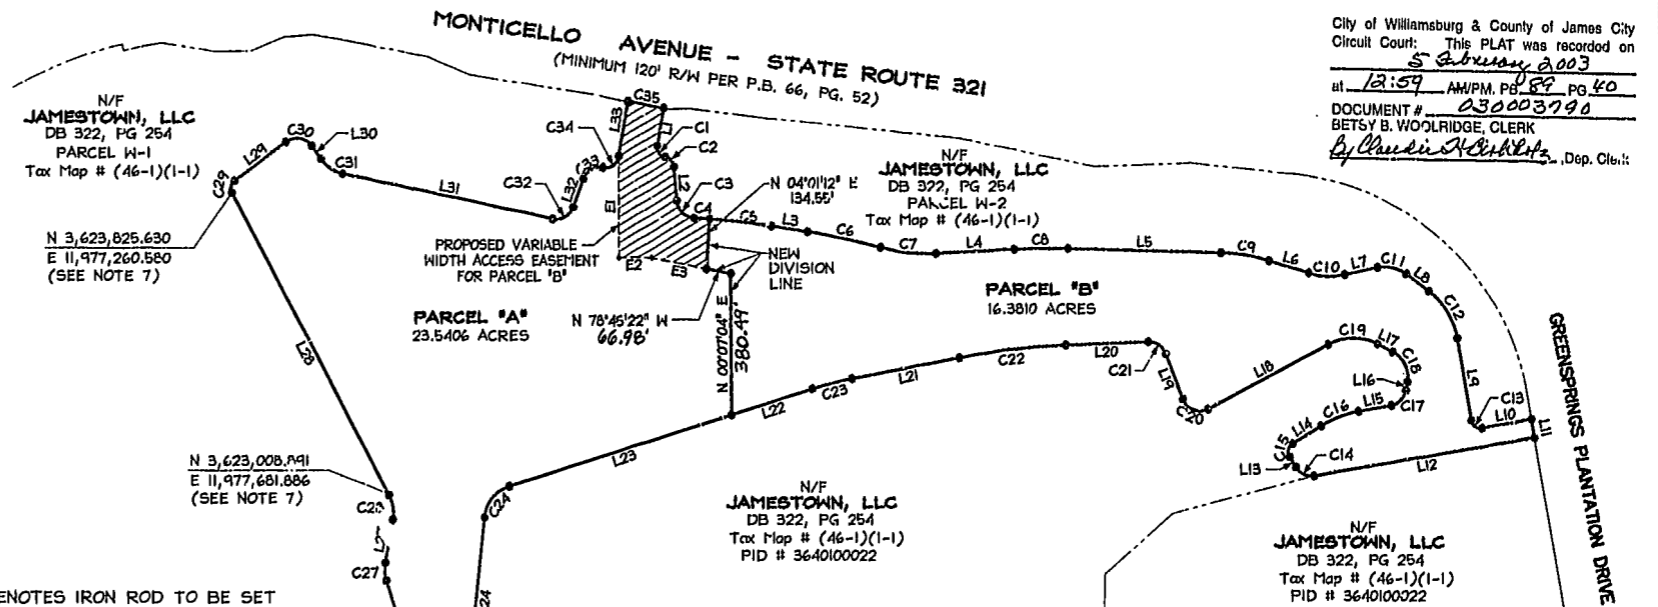 MONTICELLO AVENUE - STATE ROUTE 321
(MINIMUM 120' R/W PER P.B. 66, PG. 52)
City of Williamsburg & County of James City
Circuit Court: This PLAT was recorded on
5 February 2003
at 12:59 AM/PM. PB 89 PG 40
DOCUMENT # 030003790
BETSY B. WOOLRIDGE, CLERK
By
, Dep. Clerk
N/F
JAMESTOWN, LLC
DB 322, PG 254
PARCEL W-1
Tax Map # (46-1)(1-1)
C30
L30
L29
C31
C29
L31
C32
L32
C33
C34
L33
C35
L1
C1
C2
L2
C3
C4
N 04°01'12" E
134.55'
N/F
JAMESTOWN, LLC
DB 322, PG 254
PARCEL W-2
Tax Map # (46-1)(1-1)
C5
L3
C6
C7
L4
C8
L5
C9
L6
C10
L7
C11
L8
C12
L9
C13
L10
L11
L12
N 3,623,825.630
E 11,977,260.580
(SEE NOTE 7)
E1
E2
E3
PROPOSED VARIABLE
WIDTH ACCESS EASEMENT
FOR PARCEL "B"
NEW
DIVISION
LINE
PARCEL "A"
23.5406 ACRES
N 78°45'22" W
66.98'
N 00°07'04" E
380.49'
PARCEL "B"
16.3810 ACRES
GREENSPRINGS PLANTATION DRIVE
C19
L17
C18
L16
C17
L15
C16
L14
C15
L13
C14
L18
C20
L19
C21
L20
C22
L21
C23
L22
L23
C24
L28
N 3,623,008.891
E 11,977,681.886
(SEE NOTE 7)
C28
C27
24
N/F
JAMESTOWN, LLC
DB 322, PG 254
Tax Map # (46-1)(1-1)
PID # 3640100022
N/F
JAMESTOWN, LLC
DB 322, PG 254
Tax Map # (46-1)(1-1)
PID # 3640100022
ENOTES IRON ROD TO BE SET